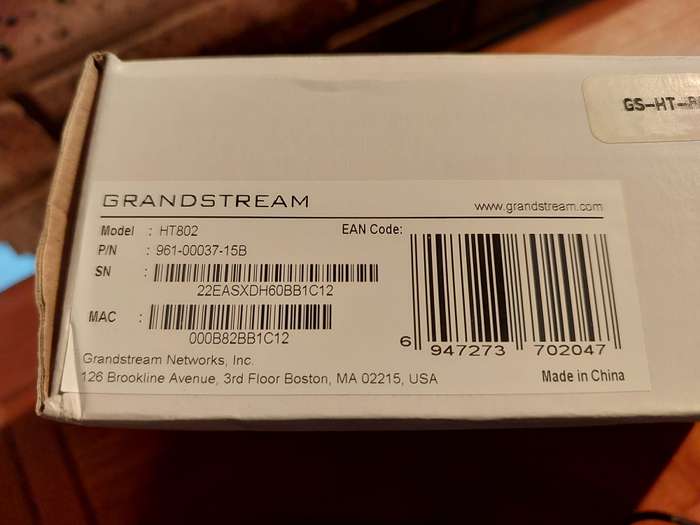 GS-HT-
GRANDSTREAM
www.grandstream.com
Model : HT802
EAN Code:
P/N : 961-00037-15B
SN :
22EASXDH60BB1C12
MAC :
000B82BB1C12
6 947273 702047
Grandstream Networks, Inc.
126 Brookline Avenue, 3rd Floor Boston, MA 02215, USA
Made in China